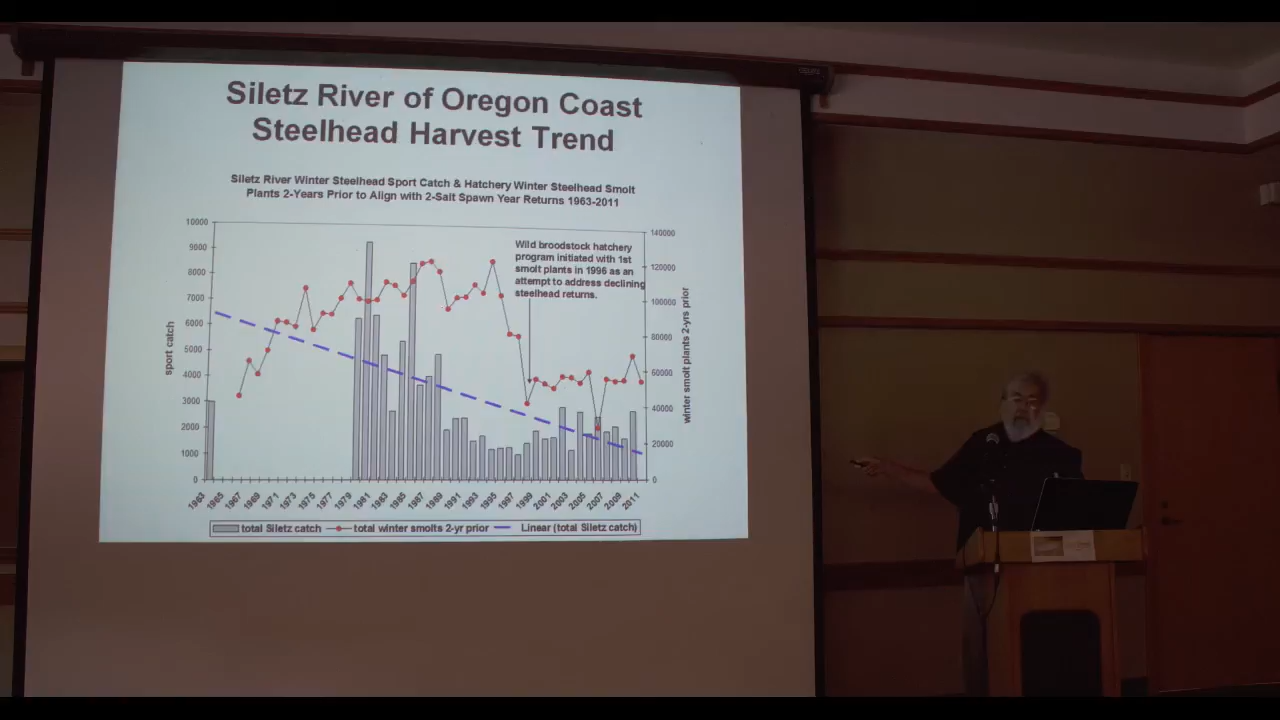 Siletz River of Oregon Coast
Steelhead Harvest Trend
Siletz River Winter Steelhead Sport Catch & Hatchery Winter Steelhead Smolt
Plants 2-Years Prior to Align with 2-Salt Spawn Year Returns 1963-2011
10000
9000
8000
7000
6000
5000
4000
3000
2000
1000
0
sport catch
Wild broodstock hatchery
program initiated with 1st
smolt plants in 1996 as an
attempt to address declining
steelhead returns.
140000
120000
100000
80000
60000
40000
20000
0
winter smolt plants 2-yrs prior
1963 1965 1967 1969 1971 1973 1975 1977 1979 1981 1983 1985 1987 1989 1991 1993 1995 1997 1999 2001 2003 2005 2007 2009 2011
total Siletz catch total winter smolts 2-yr prior Linear (total Siletz catch)